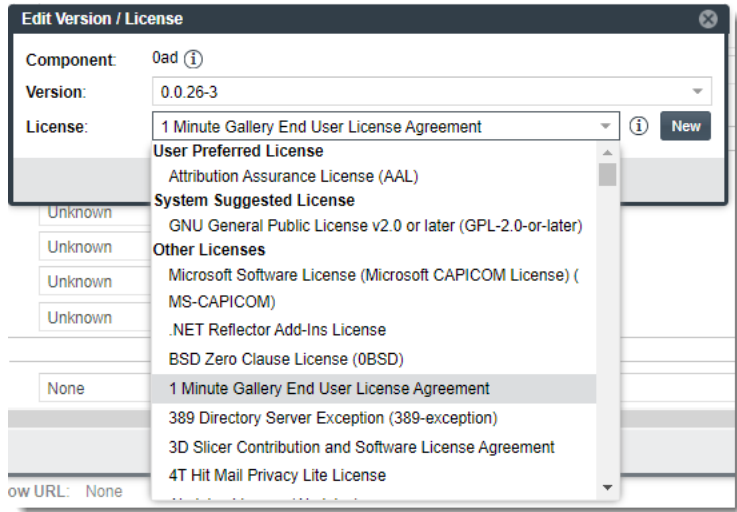 Edit Version / License
Component: 0ad
Version: 0.0.26-3
License: 1 Minute Gallery End User License Agreement New
User Preferred License
Attribution Assurance License (AAL)
System Suggested License
GNU General Public License v2.0 or later (GPL-2.0-or-later)
Other Licenses
Microsoft Software License (Microsoft CAPICOM License) (
MS-CAPICOM)
.NET Reflector Add-Ins License
BSD Zero Clause License (0BSD)
1 Minute Gallery End User License Agreement
389 Directory Server Exception (389-exception)
3D Slicer Contribution and Software License Agreement
4T Hit Mail Privacy Lite License
Unknown
Unknown
Unknown
Unknown
None
ow URL: None